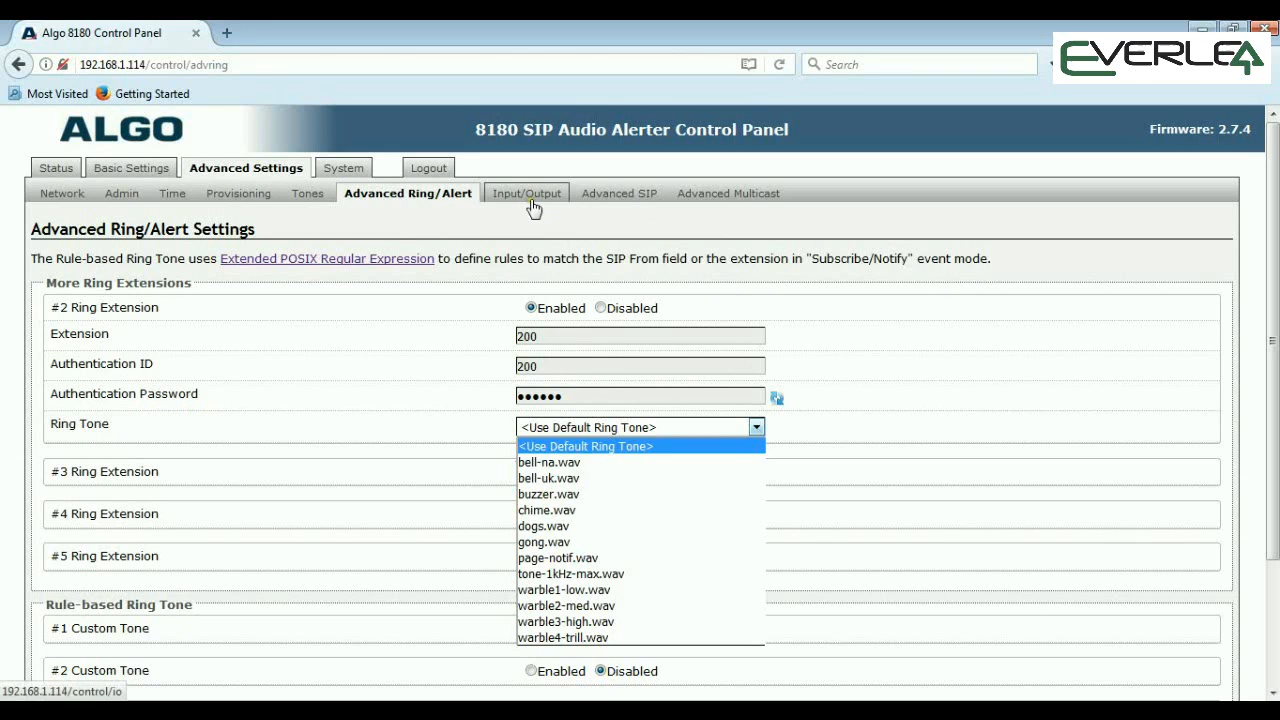 Algo 8180 Control Panel
192.168.1.114/control/advring
Search
EVERLEA
Most Visited Getting Started
ALGO
8180 SIP Audio Alerter Control Panel
Firmware: 2.7.4
Status Basic Settings Advanced Settings System Logout
Network Admin Time Provisioning Tones Advanced Ring/Alert Input/Output Advanced SIP Advanced Multicast
Advanced Ring/Alert Settings
The Rule-based Ring Tone uses Extended POSIX Regular Expression to define rules to match the SIP From field or the extension in "Subscribe/Notify" event mode.
More Ring Extensions
#2 Ring Extension Enabled Disabled
Extension 200
Authentication ID 200
Authentication Password ••••••
Ring Tone <Use Default Ring Tone>
<Use Default Ring Tone>
bell-na.wav
bell-uk.wav
buzzer.wav
chime.wav
dogs.wav
gong.wav
page-notif.wav
tone-1kHz-max.wav
warble1-low.wav
warble2-med.wav
warble3-high.wav
warble4-trill.wav
#3 Ring Extension
#4 Ring Extension
#5 Ring Extension
Rule-based Ring Tone
#1 Custom Tone
#2 Custom Tone Enabled Disabled
192.168.1.114/control/io